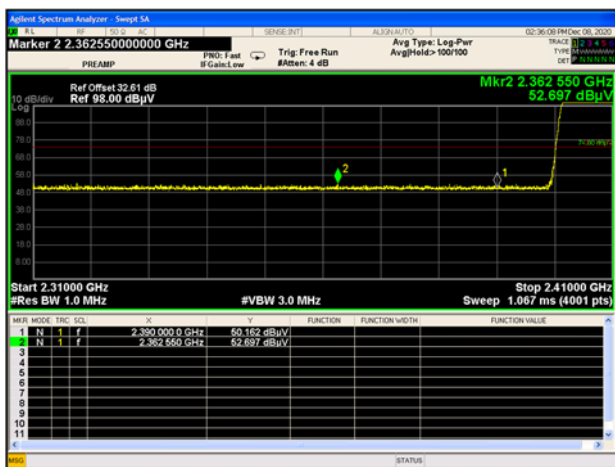 Agilent Spectrum Analyzer - Swept SA
RL RF 50 Ω AC SENSE:INT ALIGN AUTO 02:36:08 PM Dec 08, 2020
Marker 2 2.362550000000 GHz
PNO: Fast
IFGain:Low
Trig: Free Run
#Atten: 4 dB
Avg Type: Log-Pwr
Avg|Hold>100/100
TRACE 1 2 3 4 5 6
TYPE
DET P N N N N N
PREAMP
Mkr2 2.362 550 GHz
52.697 dBµV
Ref Offset 32.61 dB
Ref 98.00 dBµV
10 dB/div
Log
88.0
78.0
68.0
58.0
48.0
38.0
28.0
18.0
8.00
2
1
Start 2.31000 GHz
#Res BW 1.0 MHz
#VBW 3.0 MHz
Stop 2.41000 GHz
Sweep 1.067 ms (4001 pts)
MKR MODE TRC SCL X Y FUNCTION FUNCTION WIDTH FUNCTION VALUE
1 N 1 f 2.390 000 0 GHz 50.162 dBµV
2 N 1 f 2.362 550 GHz 52.697 dBµV
3
4
5
6
7
8
9
10
11
MSG STATUS